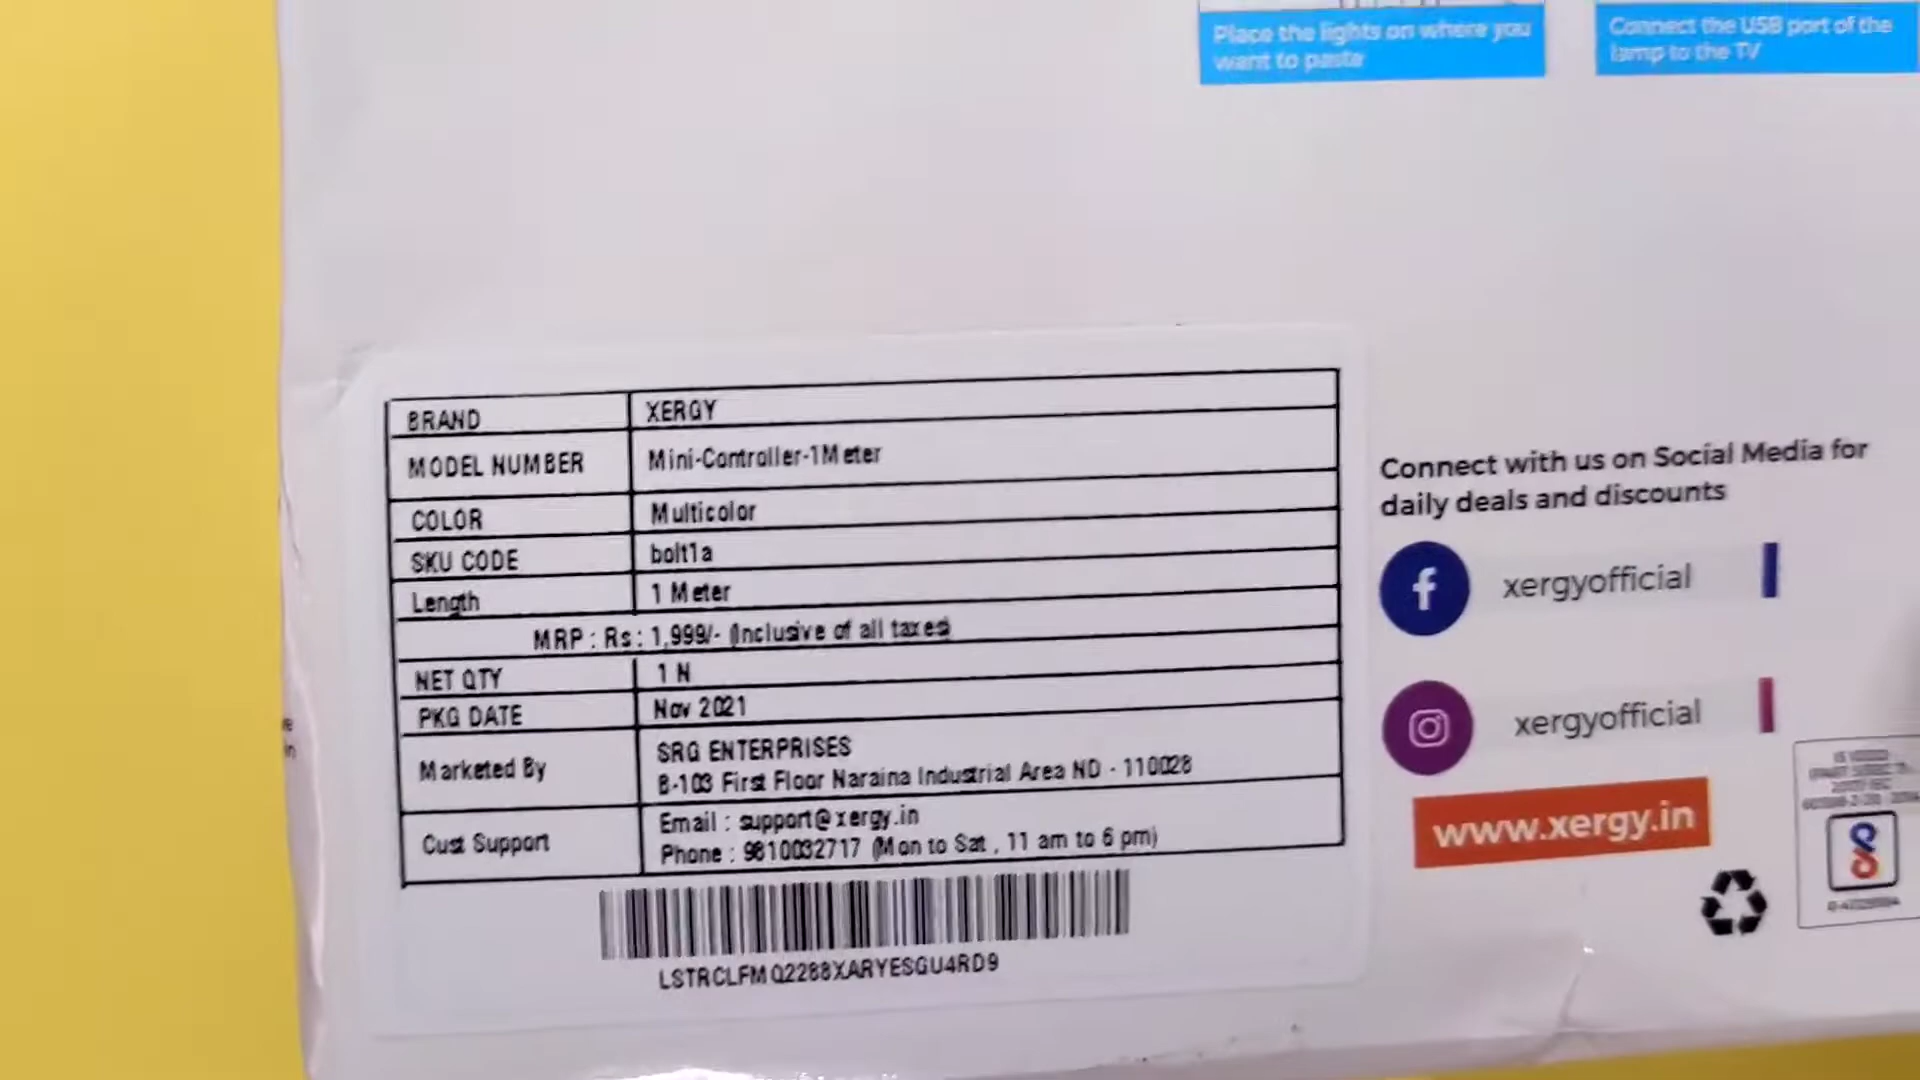 Place the lights on where you
want to paste
Connect the USB port of the
lamp to the TV
BRAND XERGY
MODEL NUMBER Mini-Controller-1Meter
COLOR Multicolor
SKU CODE bolt1a
Length 1 Meter
MRP : Rs : 1,999/- (Inclusive of all taxes)
NET QTY 1 N
PKG DATE Nov 2021
Marketed By SRG ENTERPRISES
B-103 First Floor Naraina Industrial Area ND - 110028
Cust Support Email : support@xergy.in
Phone : 9810032717 (Mon to Sat , 11 am to 6 pm)
LSTRCLFMQ2288XARYESGU4RD9
Connect with us on Social Media for
daily deals and discounts
xergyofficial
xergyofficial
www.xergy.in